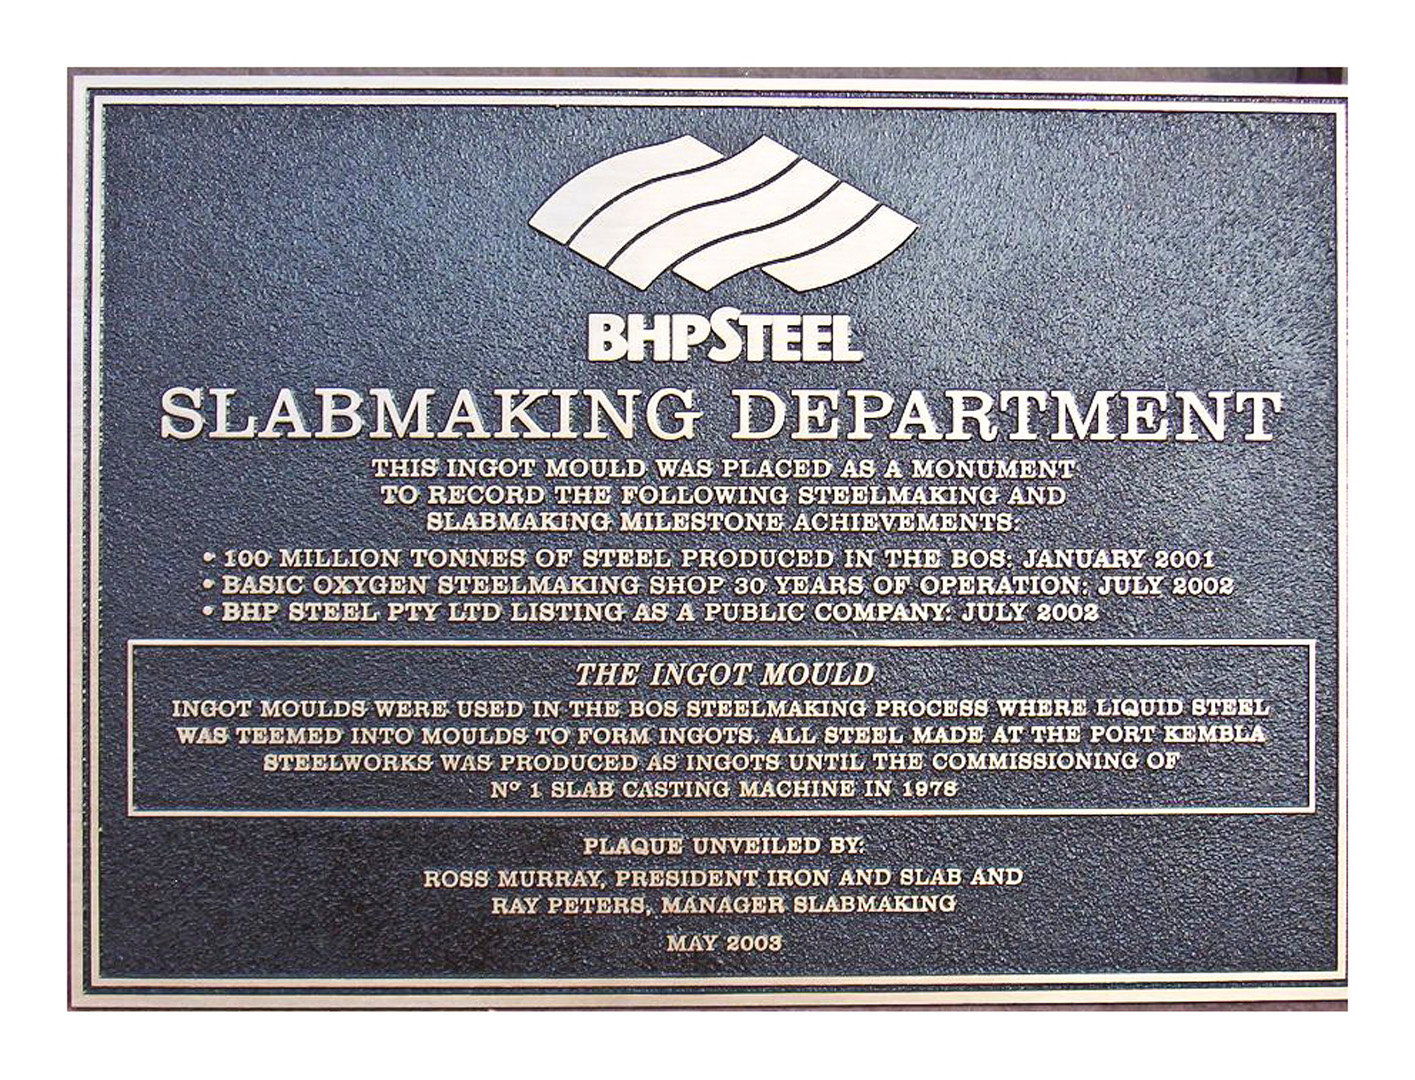 BHPSTEEL
SLABMAKING DEPARTMENT
THIS INGOT MOULD WAS PLACED AS A MONUMENT
TO RECORD THE FOLLOWING STEELMAKING AND
SLABMAKING MILESTONE ACHIEVEMENTS:
• 100 MILLION TONNES OF STEEL PRODUCED IN THE BOS: JANUARY 2001
• BASIC OXYGEN STEELMAKING SHOP 30 YEARS OF OPERATION: JULY 2002
• BHP STEEL PTY LTD LISTING AS A PUBLIC COMPANY: JULY 2002
THE INGOT MOULD
INGOT MOULDS WERE USED IN THE BOS STEELMAKING PROCESS WHERE LIQUID STEEL
WAS TEEMED INTO MOULDS TO FORM INGOTS. ALL STEEL MADE AT THE PORT KEMBLA
STEELWORKS WAS PRODUCED AS INGOTS UNTIL THE COMMISSIONING OF
Nº 1 SLAB CASTING MACHINE IN 1978
PLAQUE UNVEILED BY:
ROSS MURRAY, PRESIDENT IRON AND SLAB AND
RAY PETERS, MANAGER SLABMAKING
MAY 2003